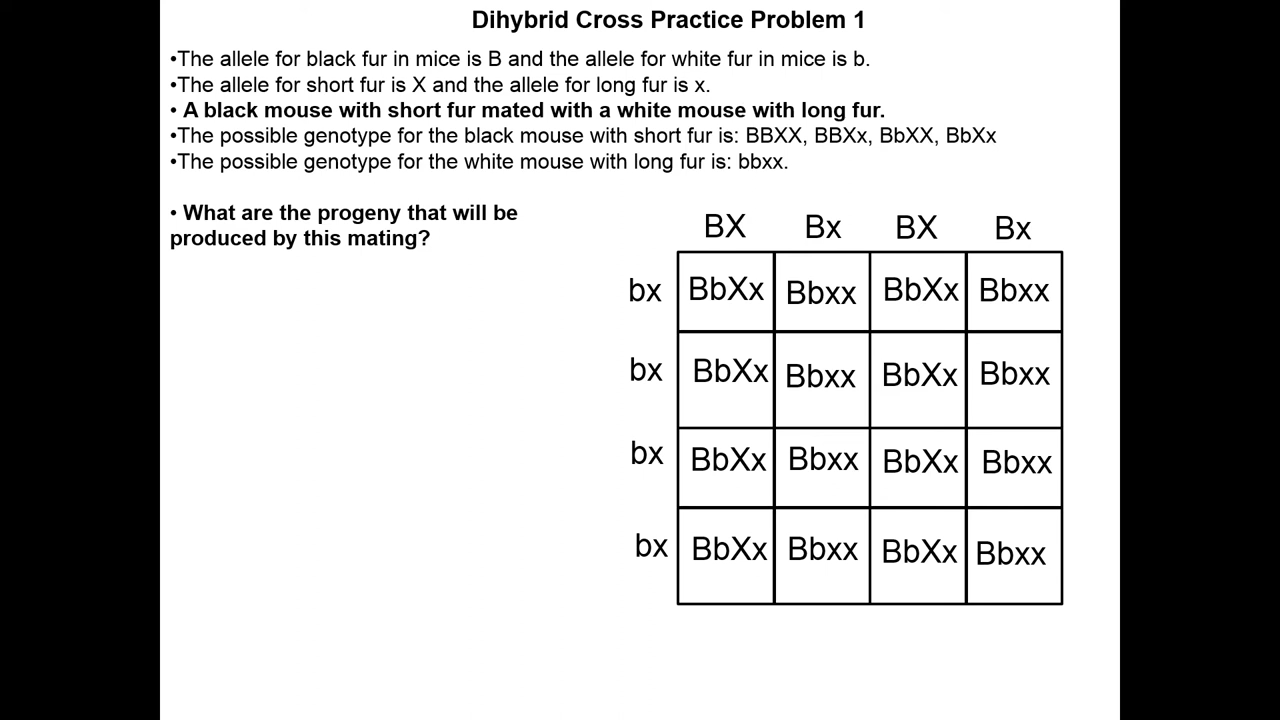 Dihybrid Cross Practice Problem 1
•The allele for black fur in mice is B and the allele for white fur in mice is b.
•The allele for short fur is X and the allele for long fur is x.
• A black mouse with short fur mated with a white mouse with long fur.
•The possible genotype for the black mouse with short fur is: BBXX, BBXx, BbXX, BbXx
•The possible genotype for the white mouse with long fur is: bbxx.
• What are the progeny that will be
produced by this mating?
BX Bx BX Bx
bx BbXx Bbxx BbXx Bbxx
bx BbXx Bbxx BbXx Bbxx
bx BbXx Bbxx BbXx Bbxx
bx BbXx Bbxx BbXx Bbxx